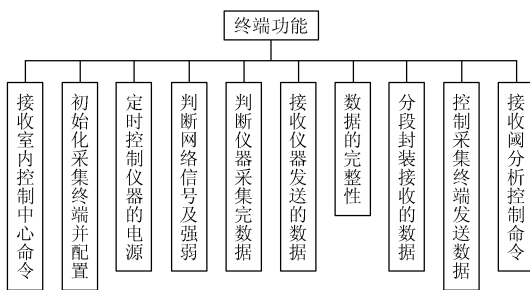 终端功能
接收室内控制中心命令
初始化采集终端并配置
定时控制仪器的电源
判断网络信号及强弱
判断仪器采集完数据
接收仪器发送的数据
数据的完整性
分段封装接收的数据
控制采集终端发送数据
接收阈分析控制命令